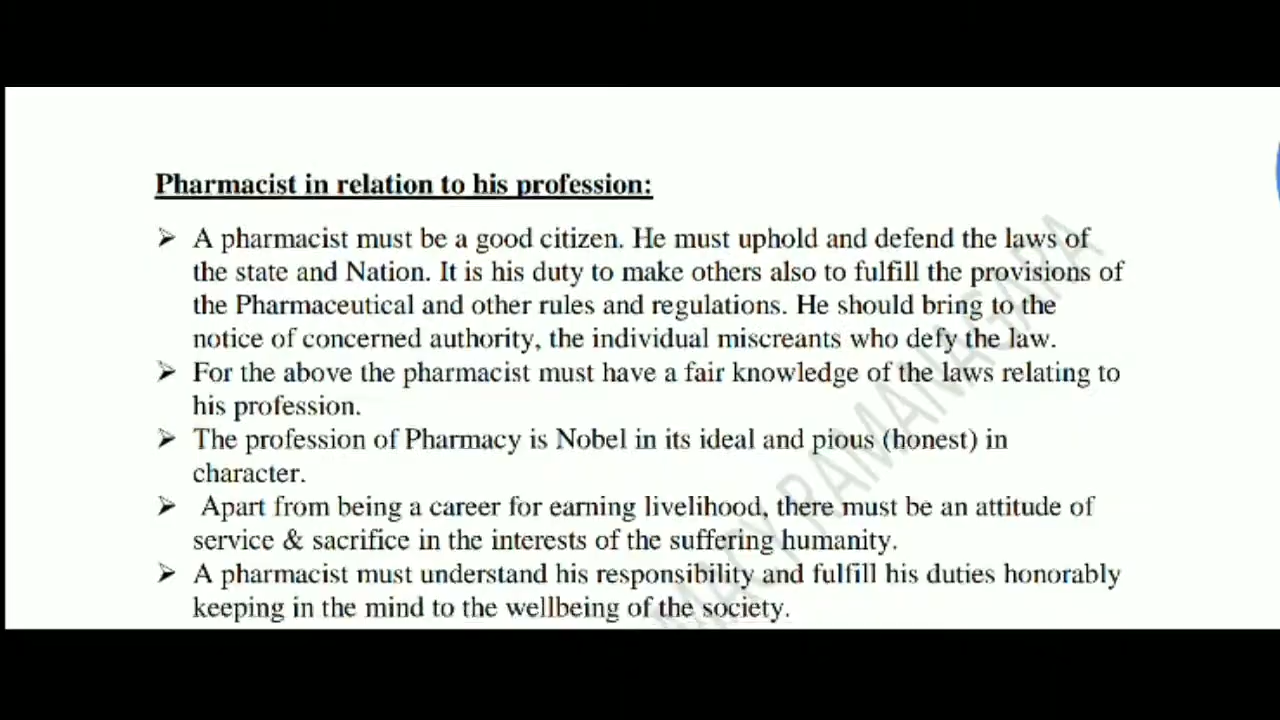 Pharmacist in relation to his profession:
➢ A pharmacist must be a good citizen. He must uphold and defend the laws of
the state and Nation. It is his duty to make others also to fulfill the provisions of
the Pharmaceutical and other rules and regulations. He should bring to the
notice of concerned authority, the individual miscreants who defy the law.
➢ For the above the pharmacist must have a fair knowledge of the laws relating to
his profession.
➢ The profession of Pharmacy is Nobel in its ideal and pious (honest) in
character.
➢ Apart from being a career for earning livelihood, there must be an attitude of
service & sacrifice in the interests of the suffering humanity.
➢ A pharmacist must understand his responsibility and fulfill his duties honorably
keeping in the mind to the wellbeing of the society.
MACY RAMANAGARA